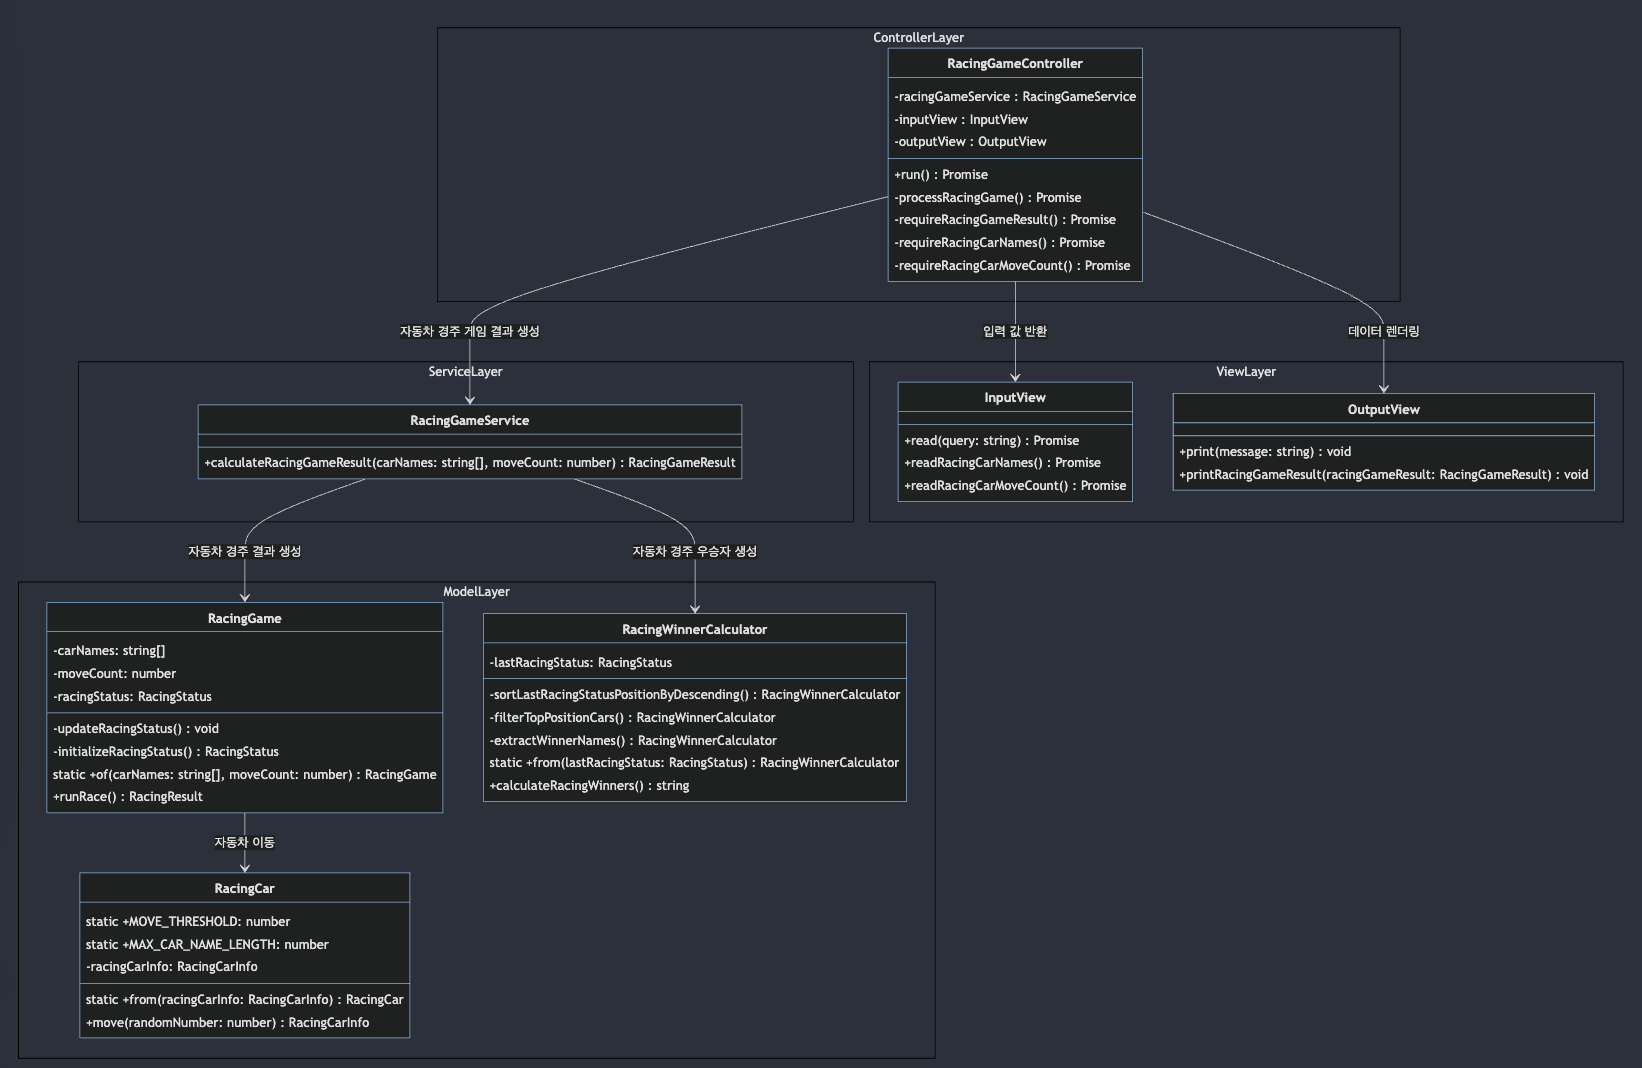 ControllerLayer
RacingGameController
-racingGameService : RacingGameService
-inputView : InputView
-outputView : OutputView
+run() : Promise
-processRacingGame() : Promise
-requireRacingGameResult() : Promise
-requireRacingCarNames() : Promise
-requireRacingCarMoveCount() : Promise
자동차 경주 게임 결과 생성
입력 값 반환
데이터 렌더링
ServiceLayer
RacingGameService
+calculateRacingGameResult(carNames: string[], moveCount: number) : RacingGameResult
ViewLayer
InputView
+read(query: string) : Promise
+readRacingCarNames() : Promise
+readRacingCarMoveCount() : Promise
OutputView
+print(message: string) : void
+printRacingGameResult(racingGameResult: RacingGameResult) : void
자동차 경주 결과 생성
자동차 경주 우승자 생성
ModelLayer
RacingGame
-carNames: string[]
-moveCount: number
-racingStatus: RacingStatus
-updateRacingStatus() : void
-initializeRacingStatus() : RacingStatus
static +of(carNames: string[], moveCount: number) : RacingGame
+runRace() : RacingResult
RacingWinnerCalculator
-lastRacingStatus: RacingStatus
-sortLastRacingStatusPositionByDescending() : RacingWinnerCalculator
-filterTopPositionCars() : RacingWinnerCalculator
-extractWinnerNames() : RacingWinnerCalculator
static +from(lastRacingStatus: RacingStatus) : RacingWinnerCalculator
+calculateRacingWinners() : string
자동차 이동
RacingCar
static +MOVE_THRESHOLD: number
static +MAX_CAR_NAME_LENGTH: number
-racingCarInfo: RacingCarInfo
static +from(racingCarInfo: RacingCarInfo) : RacingCar
+move(randomNumber: number) : RacingCarInfo